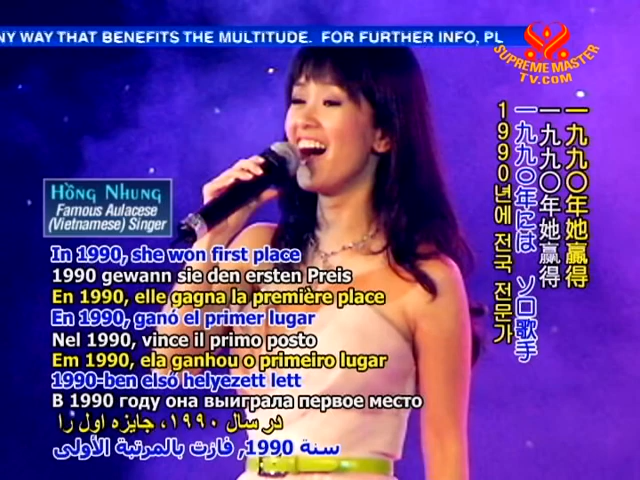 NY WAY THAT BENEFITS THE MULTITUDE. FOR FURTHER INFO, PL
SUPREME MASTER
TV.COM
Hồng Nhung
Famous Aulacese
(Vietnamese) Singer
In 1990, she won first place
1990 gewann sie den ersten Preis
En 1990, elle gagna la première place
En 1990, ganó el primer lugar
Nel 1990, vince il primo posto
Em 1990, ela ganhou o primeiro lugar
1990-ben első helyezett lett
В 1990 году она выиграла первое место
در سال ۱۹۹۰، جایزه اول را
سنة 1990, فازت بالمرتبة الأولى
一九九〇年她贏得
一九九〇年她赢得
一九九〇年には ソロ歌手
1990년에 전국 전문가